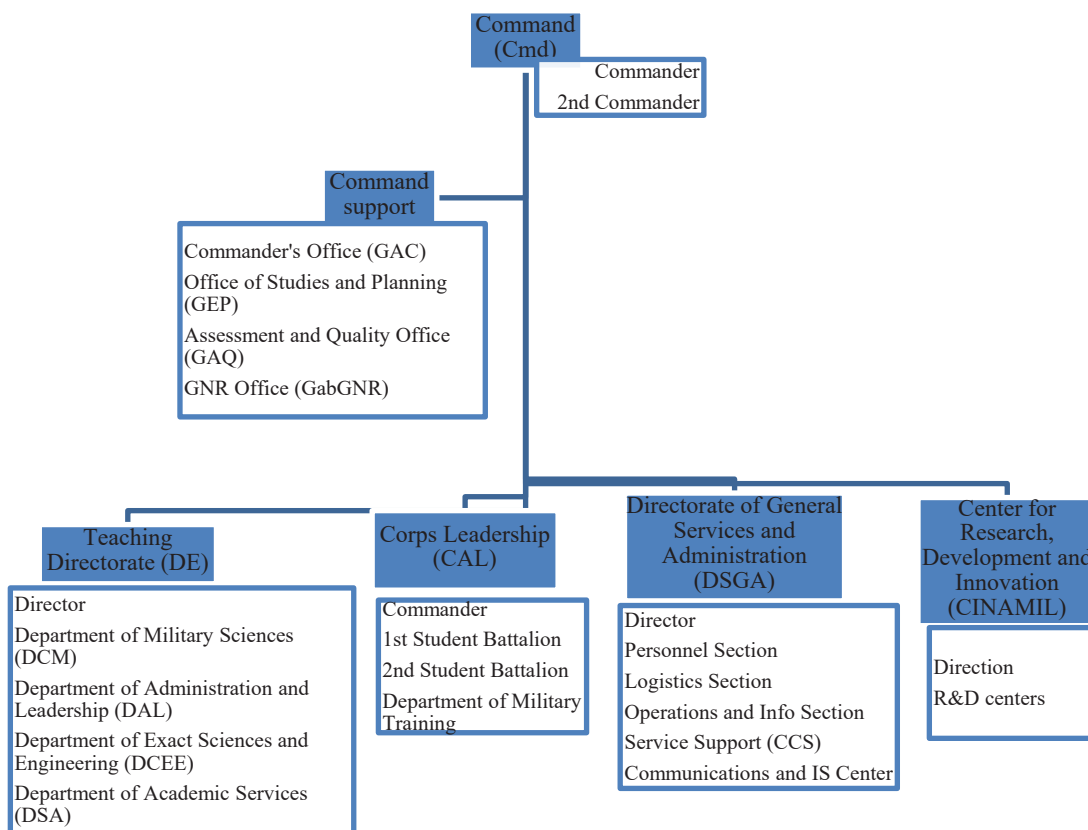 Command
(Cmd)
Commander
2nd Commander
Command
support
Commander's Office (GAC)
Office of Studies and Planning
(GEP)
Assessment and Quality Office
(GAQ)
GNR Office (GabGNR)
Teaching
Directorate (DE)
Director
Department of Military Sciences
(DCM)
Department of Administration and
Leadership (DAL)
Department of Exact Sciences and
Engineering (DCEE)
Department of Academic Services
(DSA)
Corps Leadership
(CAL)
Commander
1st Student Battalion
2nd Student Battalion
Department of Military
Training
Directorate of General
Services and
Administration
(DSGA)
Director
Personnel Section
Logistics Section
Operations and Info Section
Service Support (CCS)
Communications and IS Center
Center for
Research,
Development and
Innovation
(CINAMIL)
Direction
R&D centers